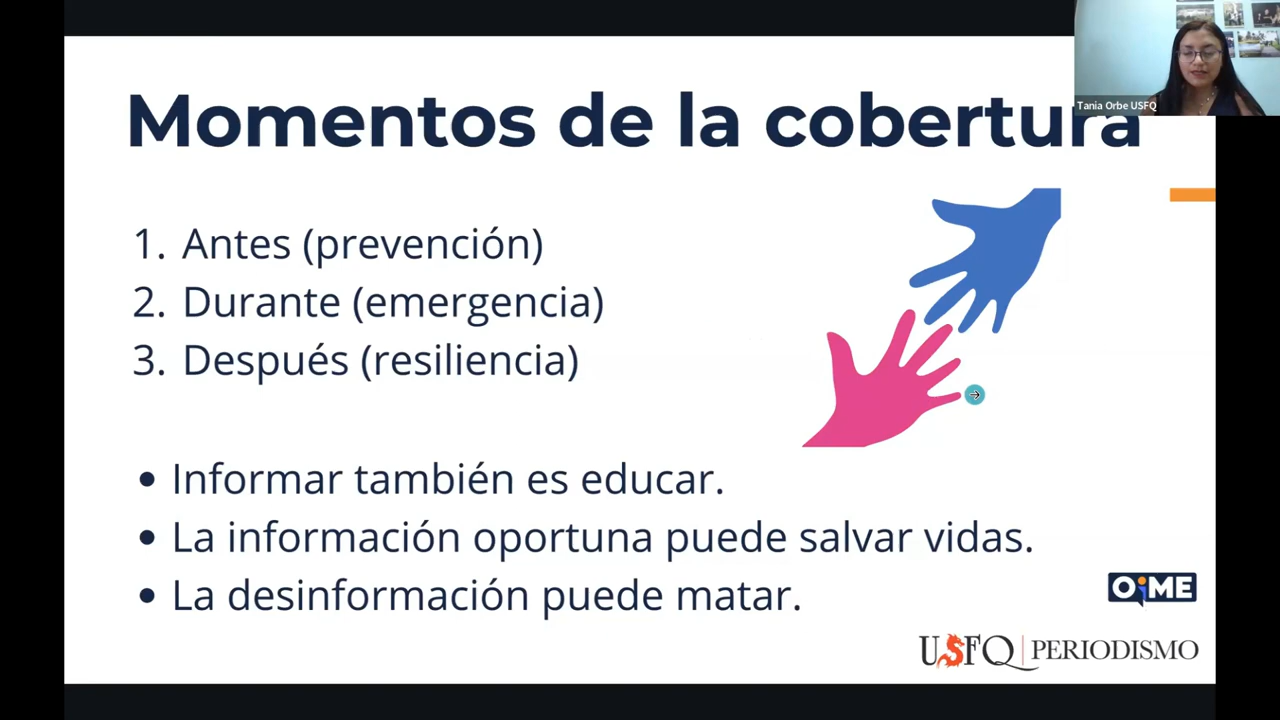 Tania Orbe USFQ
Momentos de la cobertura
1. Antes (prevención)
2. Durante (emergencia)
3. Después (resiliencia)
• Informar también es educar.
• La información oportuna puede salvar vidas.
• La desinformación puede matar.
OiME
USFQ | PERIODISMO